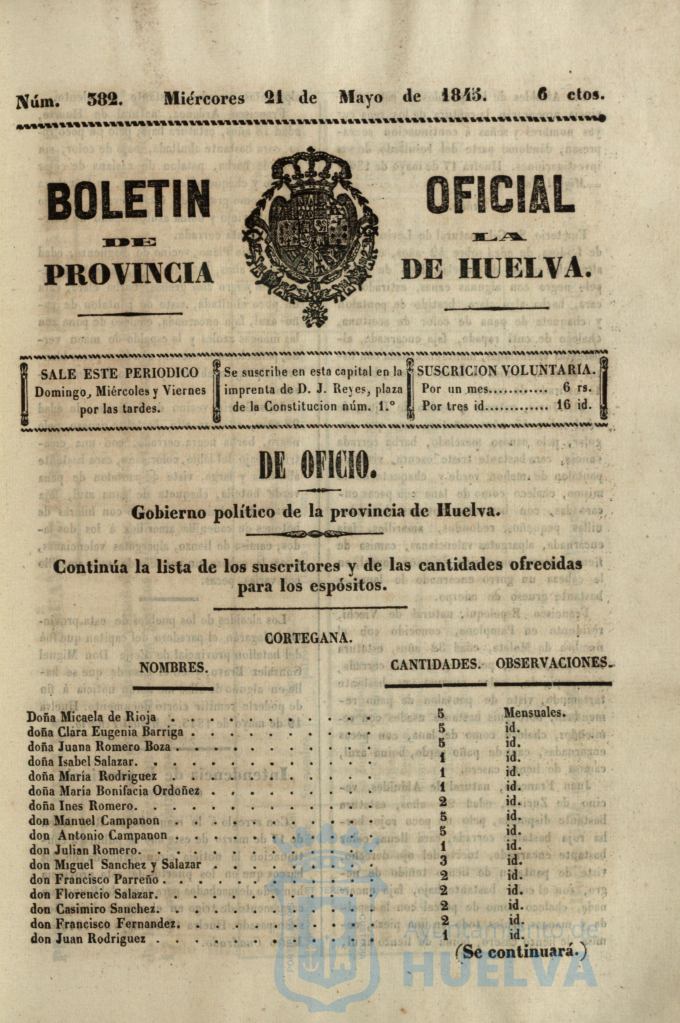 Núm. 382. Miércores 21 de Mayo de 1845. 6 ctos.
BOLETIN OFICIAL
DE LA
PROVINCIA DE HUELVA.
SALE ESTE PERIODICO
Domingo, Miércoles y Viernes
por las tardes.
Se suscribe en esta capital en la
imprenta de D. J. Reyes, plaza
de la Constitucion núm. 1.º
SUSCRICION VOLUNTARIA.
Por un mes............ 6 rs.
Por tres id............. 16 id.
DE OFICIO.
Gobierno político de la provincia de Huelva.
Continúa la lista de los suscritores y de las cantidades ofrecidas
para los espósitos.
CORTEGANA.
NOMBRES. CANTIDADES. OBSERVACIONES.
Doña Micaela de Rioja . . . . . . . . . . . 5 Mensuales.
doña Clara Eugenia Barriga . . . . . . . . . . 5 id.
doña Juana Romero Boza . . . . . . . . . . . 5 id.
doña Isabel Salazar. . . . . . . . . . . . . 1 id.
doña María Rodriguez . . . . . . . . . . . 1 id.
doña María Bonifacia Ordoñez . . . . . . . . . 1 id.
doña Ines Romero. . . . . . . . . . . . . 2 id.
don Manuel Campanon . . . . . . . . . . . 5 id.
don Antonio Campanon . . . . . . . . . . . 5 id.
don Julian Romero. . . . . . . . . . . . . 1 id.
don Miguel Sanchez y Salazar . . . . . . . . . 3 id.
don Francisco Parreño . . . . . . . . . . . . 2 id.
don Florencio Salazar. . . . . . . . . . . . 2 id.
don Casimiro Sanchez. . . . . . . . . . . . 2 id.
don Francisco Fernandez. . . . . . . . . . . 2 id.
don Juan Rodriguez . . . . . . . . . . . . 1 id.
(Se continuará.)
Ayuntamiento de
HUELVA